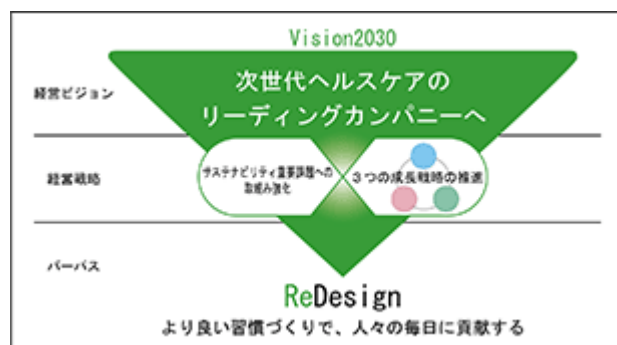 Vision2030
経営ビジョン
次世代ヘルスケアの
リーディングカンパニーへ
経営戦略
サステナビリティ重要課題への
取組み強化
3つの成長戦略の推進
パーパス
ReDesign
より良い習慣づくりで、人々の毎日に貢献する